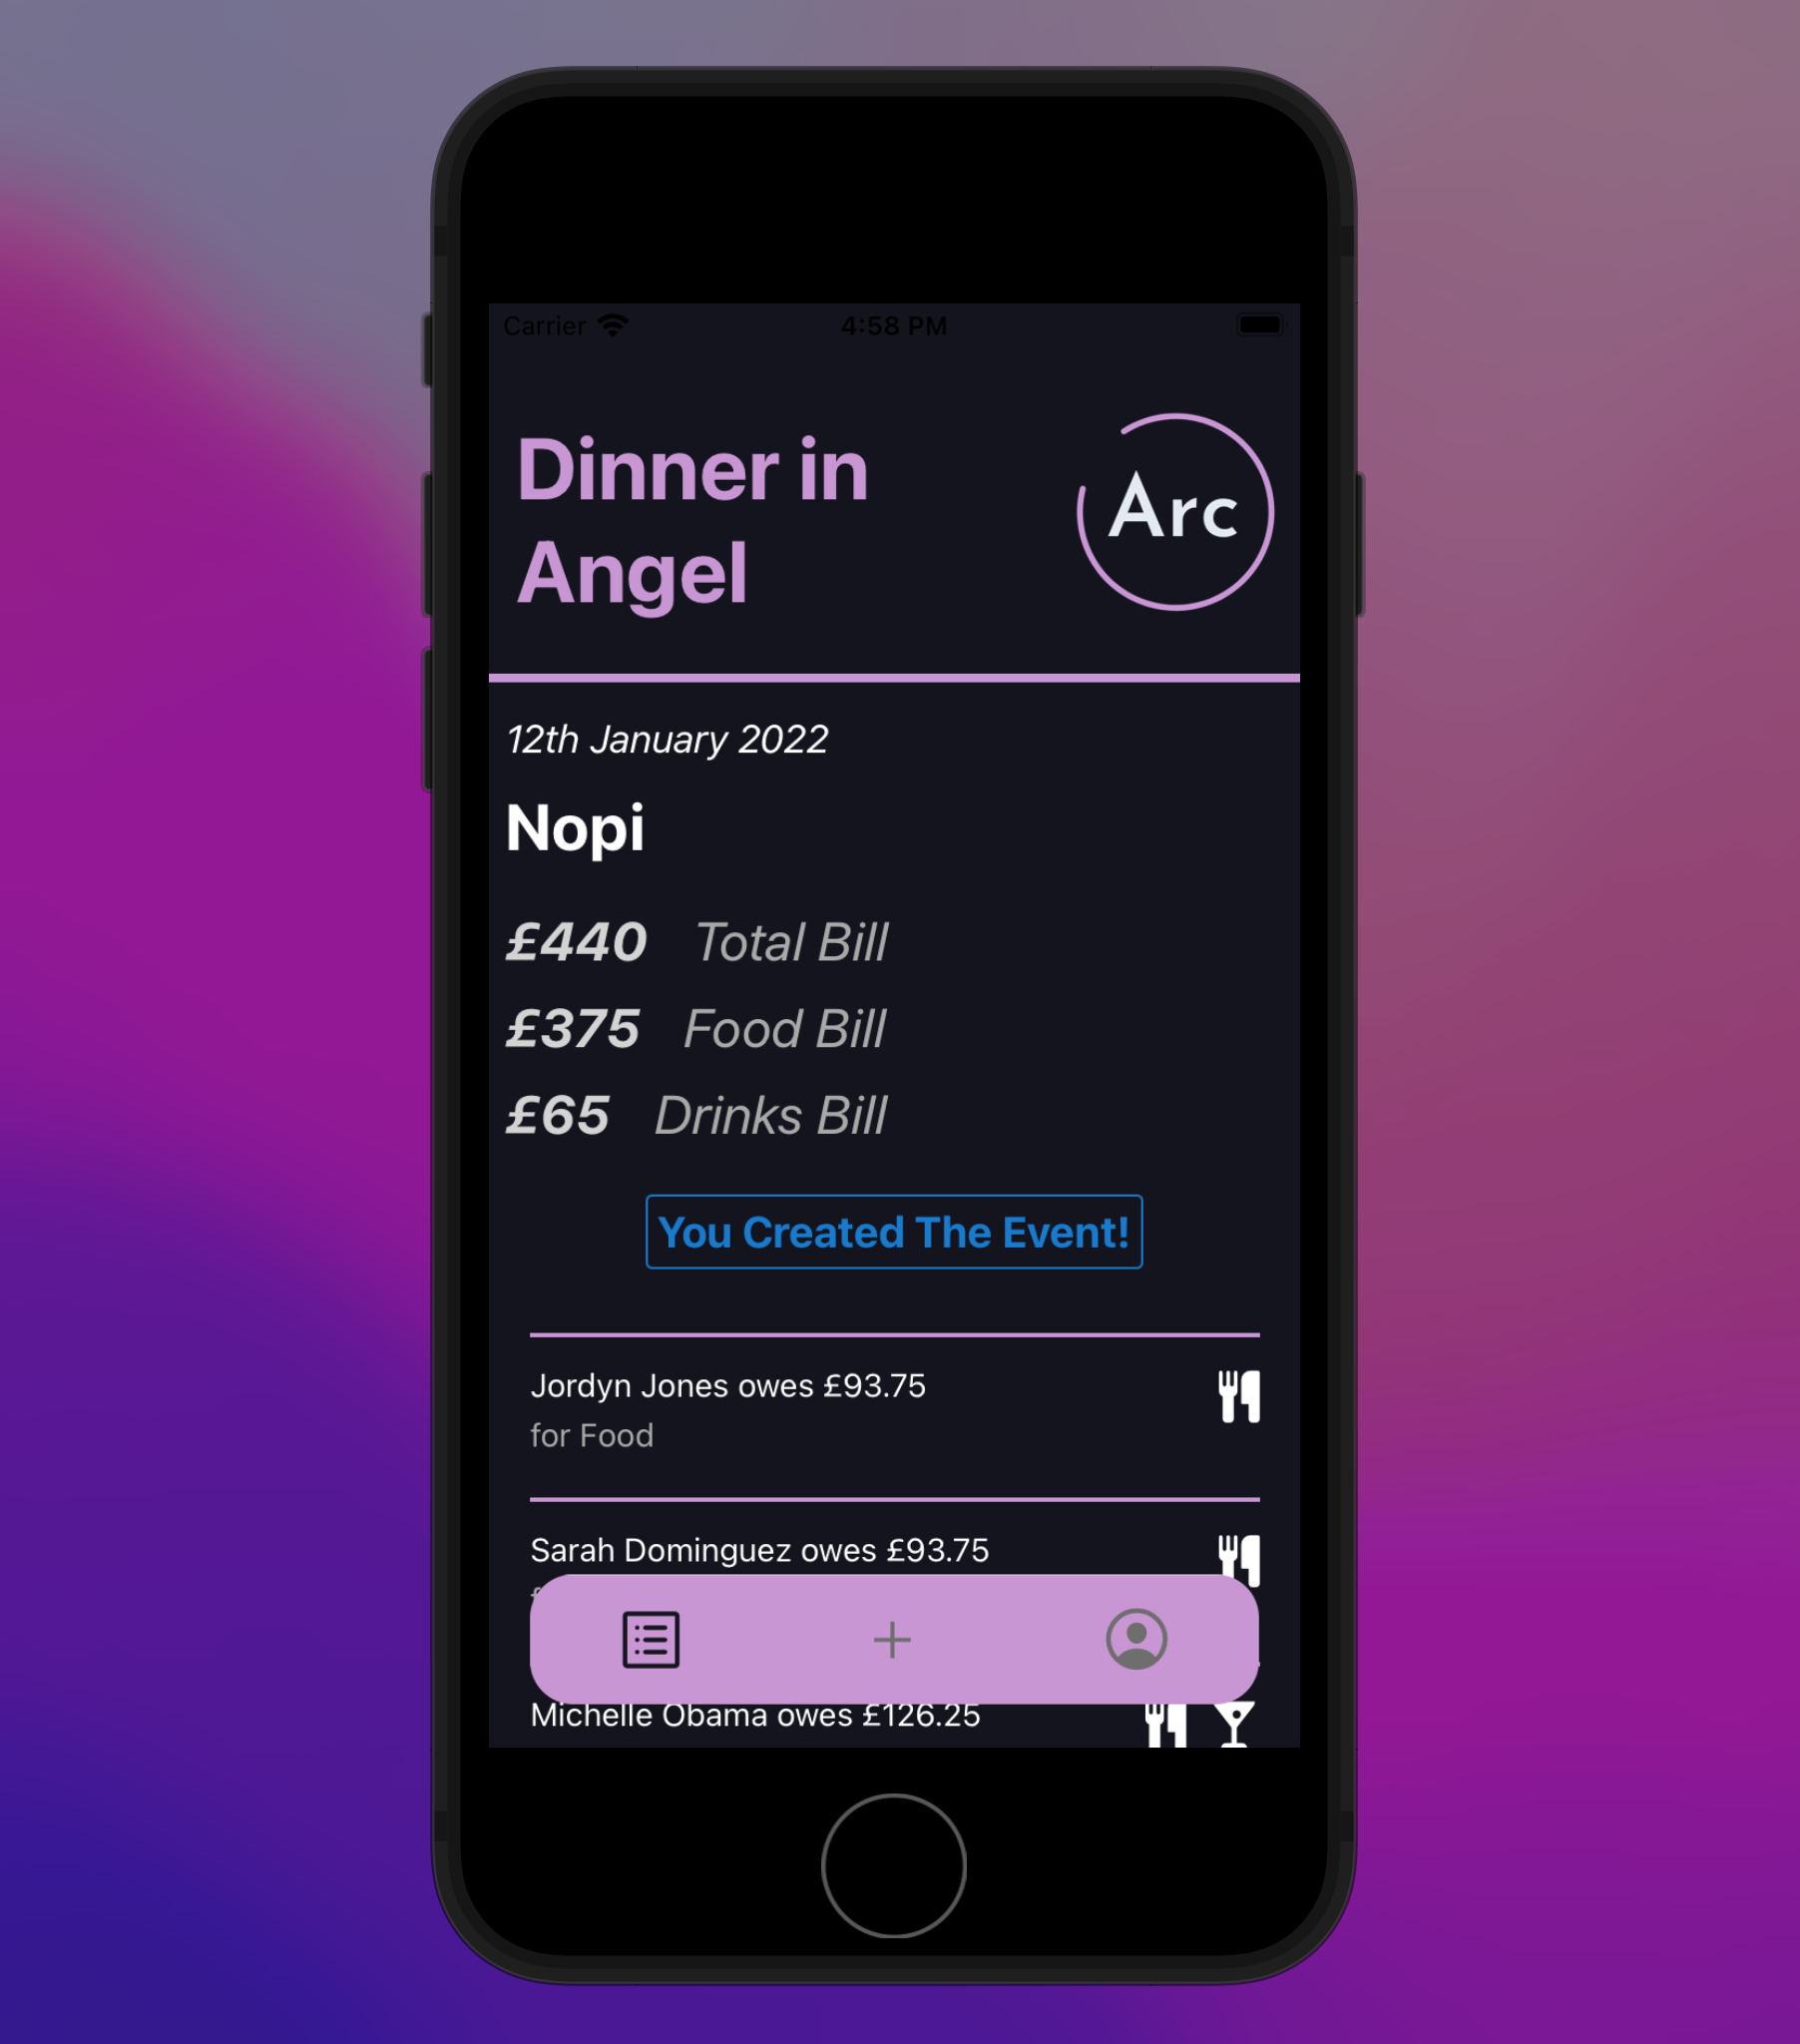 Carrier 4:58 PM
Dinner in
Angel
Arc
12th January 2022
Nopi
£440 Total Bill
£375 Food Bill
£65 Drinks Bill
You Created The Event!
Jordyn Jones owes £93.75
for Food
Sarah Dominguez owes £93.75
Michelle Obama owes £126.25